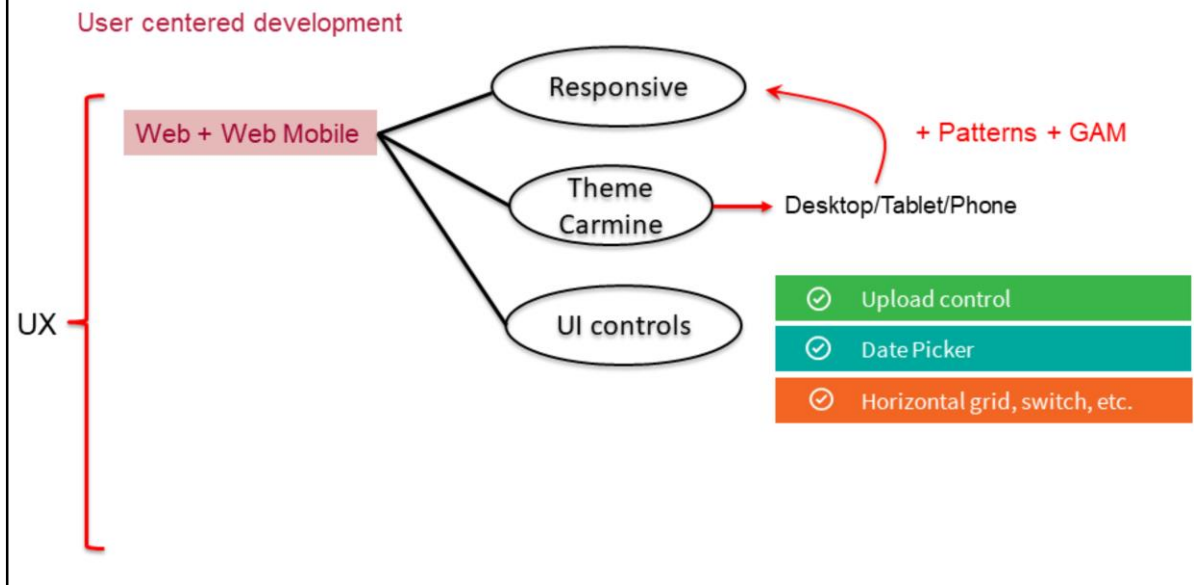 User centered development
Responsive
Web + Web Mobile
+ Patterns + GAM
Theme
Carmine
Desktop/Tablet/Phone
UX
UI controls
Upload control
Date Picker
Horizontal grid, switch, etc.